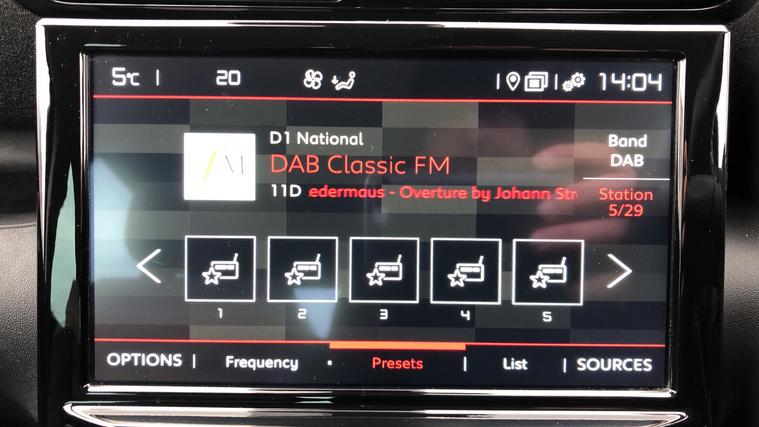 5°C | 20 14:04
D1 National
DAB Classic FM
11D edermaus - Overture by Johann Str
Band
DAB
Station
5/29
M
1 2 3 4 5
OPTIONS | Frequency • Presets | List | SOURCES